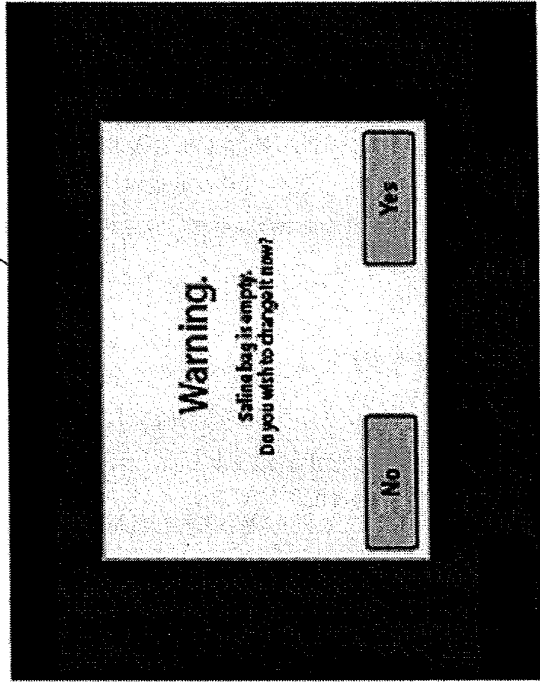 Warning.
Saline bag is empty.
Do you wish to change it now?
No
Yes